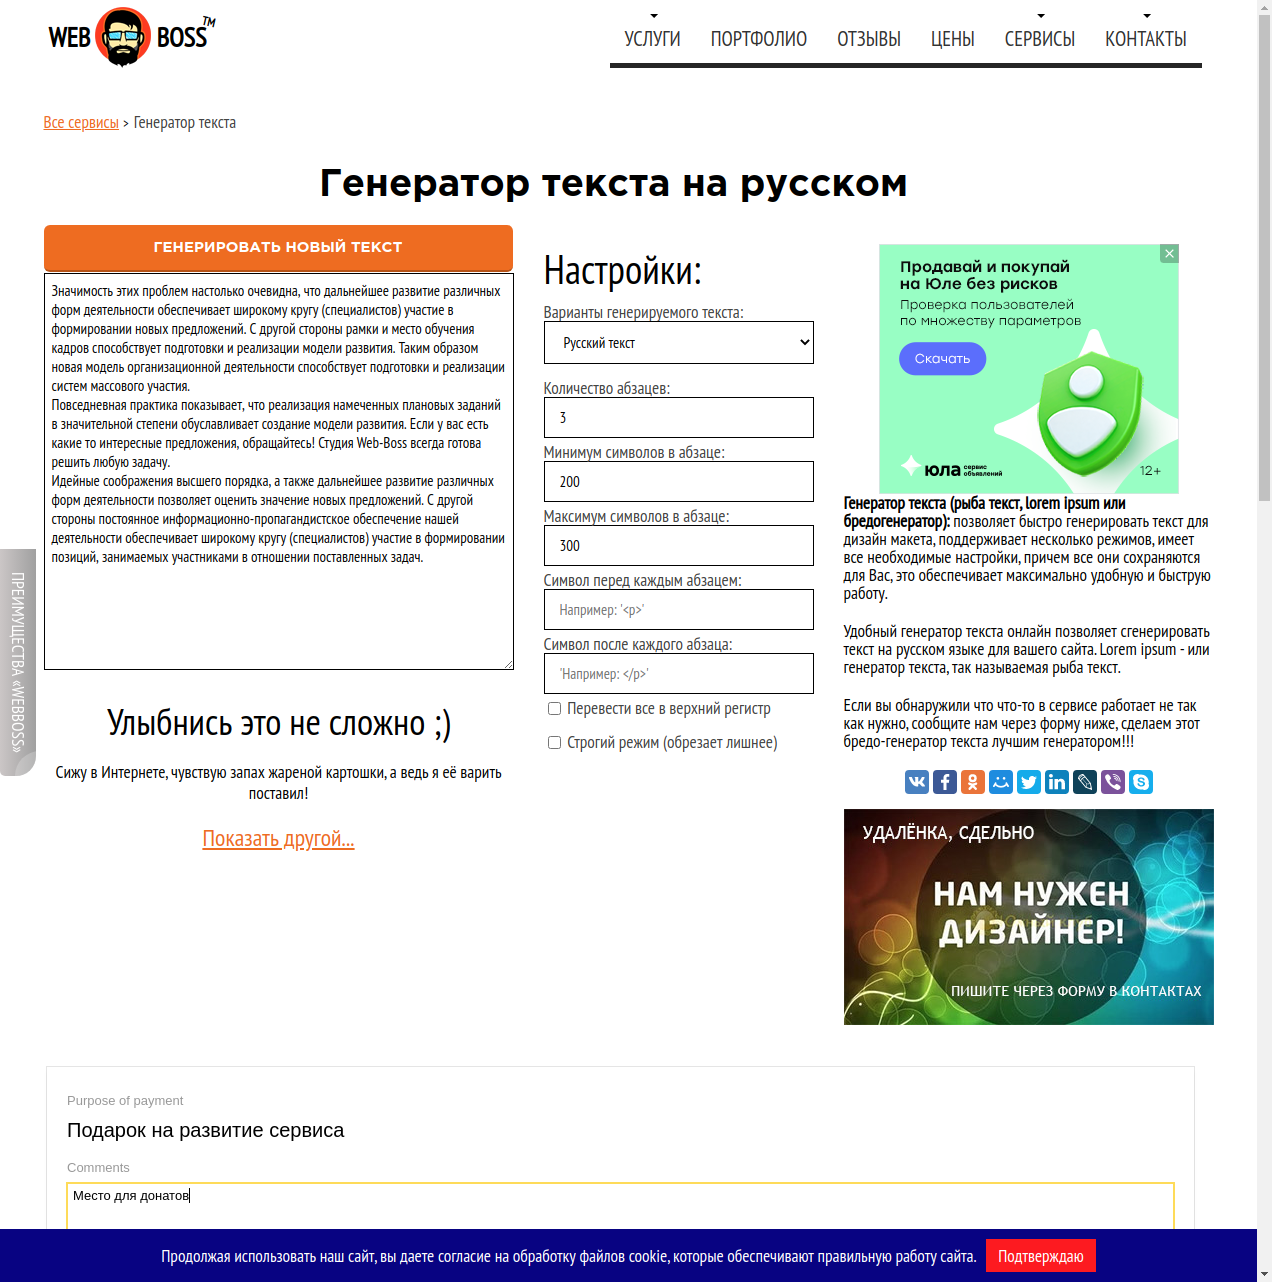 WEB BOSS™
УСЛУГИ ПОРТФОЛИО ОТЗЫВЫ ЦЕНЫ СЕРВИСЫ КОНТАКТЫ
Все сервисы > Генератор текста
Генератор текста на русском
ГЕНЕРИРОВАТЬ НОВЫЙ ТЕКСТ
Значимость этих проблем настолько очевидна, что дальнейшее развитие различных
форм деятельности обеспечивает широкому кругу (специалистов) участие в
формировании новых предложений. С другой стороны рамки и место обучения
кадров способствует подготовки и реализации модели развития. Таким образом
новая модель организационной деятельности способствует подготовки и реализации
систем массового участия.
Повседневная практика показывает, что реализация намеченных плановых заданий
в значительной степени обуславливает создание модели развития. Если у вас есть
какие то интересные предложения, обращайтесь! Студия Web-Boss всегда готова
решить любую задачу.
Идейные соображения высшего порядка, а также дальнейшее развитие различных
форм деятельности позволяет оценить значение новых предложений. С другой
стороны постоянное информационно-пропагандистское обеспечение нашей
деятельности обеспечивает широкому кругу (специалистов) участие в формировании
позиций, занимаемых участниками в отношении поставленных задач.
ПРЕИМУЩЕСТВА «WEBBOSS»
Улыбнись это не сложно ;)
Сижу в Интернете, чувствую запах жареной картошки, а ведь я её варить
поставил!
Показать другой...
Настройки:
Варианты генерируемого текста:
Русский текст
Количество абзацев:
3
Минимум символов в абзаце:
200
Максимум символов в абзаце:
300
Символ перед каждым абзацем:
Например: '<p>'
Символ после каждого абзаца:
'Например: </p>'
Перевести все в верхний регистр
Строгий режим (обрезает лишнее)
Продавай и покупай
на Юле без рисков
Проверка пользователей
по множеству параметров
Скачать
юла сервис
объявлений
12+
Генератор текста (рыба текст, lorem ipsum или
бредогенератор): позволяет быстро генерировать текст для
дизайн макета, поддерживает несколько режимов, имеет
все необходимые настройки, причем все они сохраняются
для Вас, это обеспечивает максимально удобную и быструю
работу.
Удобный генератор текста онлайн позволяет сгенерировать
текст на русском языке для вашего сайта. Lorem ipsum - или
генератор текста, так называемая рыба текст.
Если вы обнаружили что что-то в сервисе работает не так
как нужно, сообщите нам через форму ниже, сделаем этот
бредо-генератор текста лучшим генератором!!!
УДАЛЁНКА, СДЕЛЬНО
НАМ НУЖЕН
ДИЗАЙНЕР!
ПИШИТЕ ЧЕРЕЗ ФОРМУ В КОНТАКТАХ
Purpose of payment
Подарок на развитие сервиса
Comments
Место для донатов
Продолжая использовать наш сайт, вы даете согласие на обработку файлов cookie, которые обеспечивают правильную работу сайта. Подтверждаю